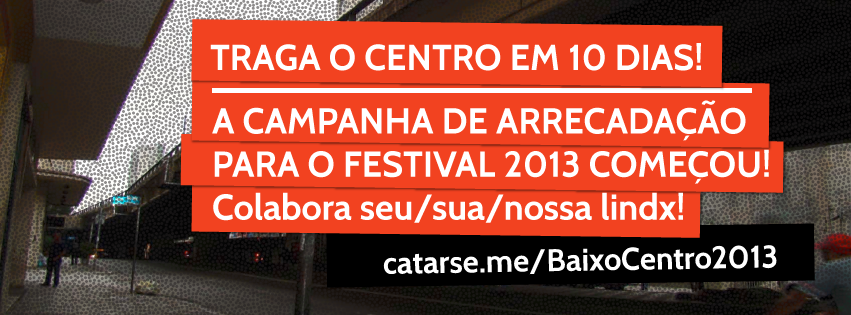 TRAGA O CENTRO EM 10 DIAS!
A CAMPANHA DE ARRECADAÇÃO
PARA O FESTIVAL 2013 COMEÇOU!
Colabora seu/sua/nossa lindx!
catarse.me/BaixoCentro2013